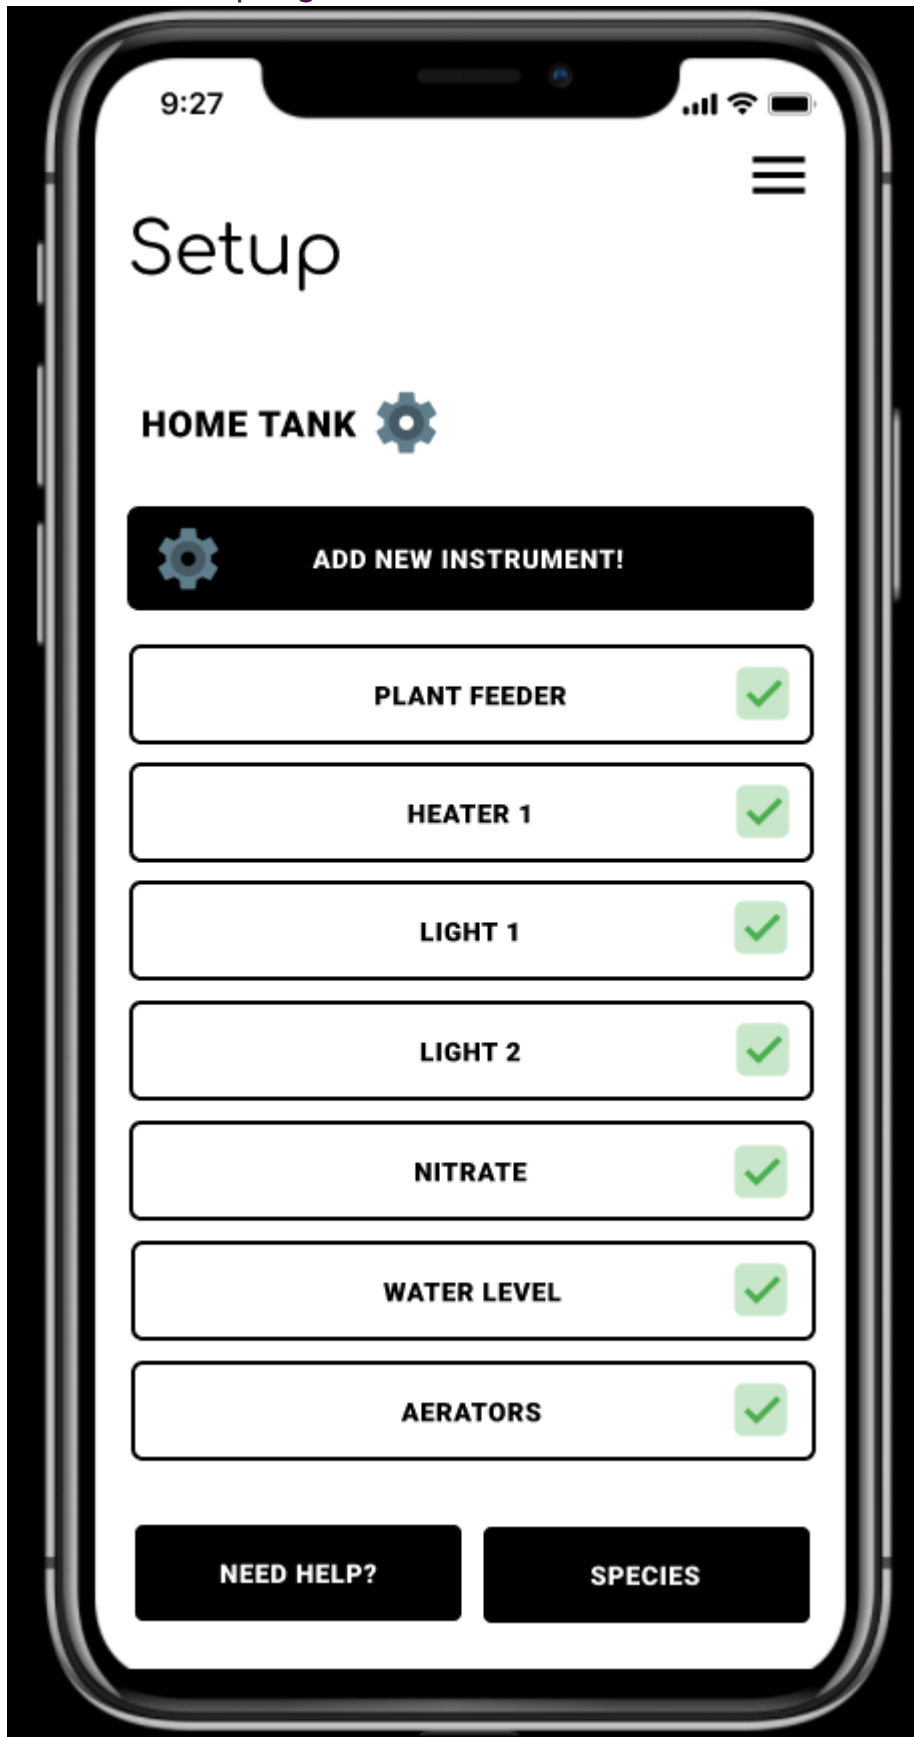 9:27
Setup
HOME TANK
ADD NEW INSTRUMENT!
PLANT FEEDER
HEATER 1
LIGHT 1
LIGHT 2
NITRATE
WATER LEVEL
AERATORS
NEED HELP?
SPECIES